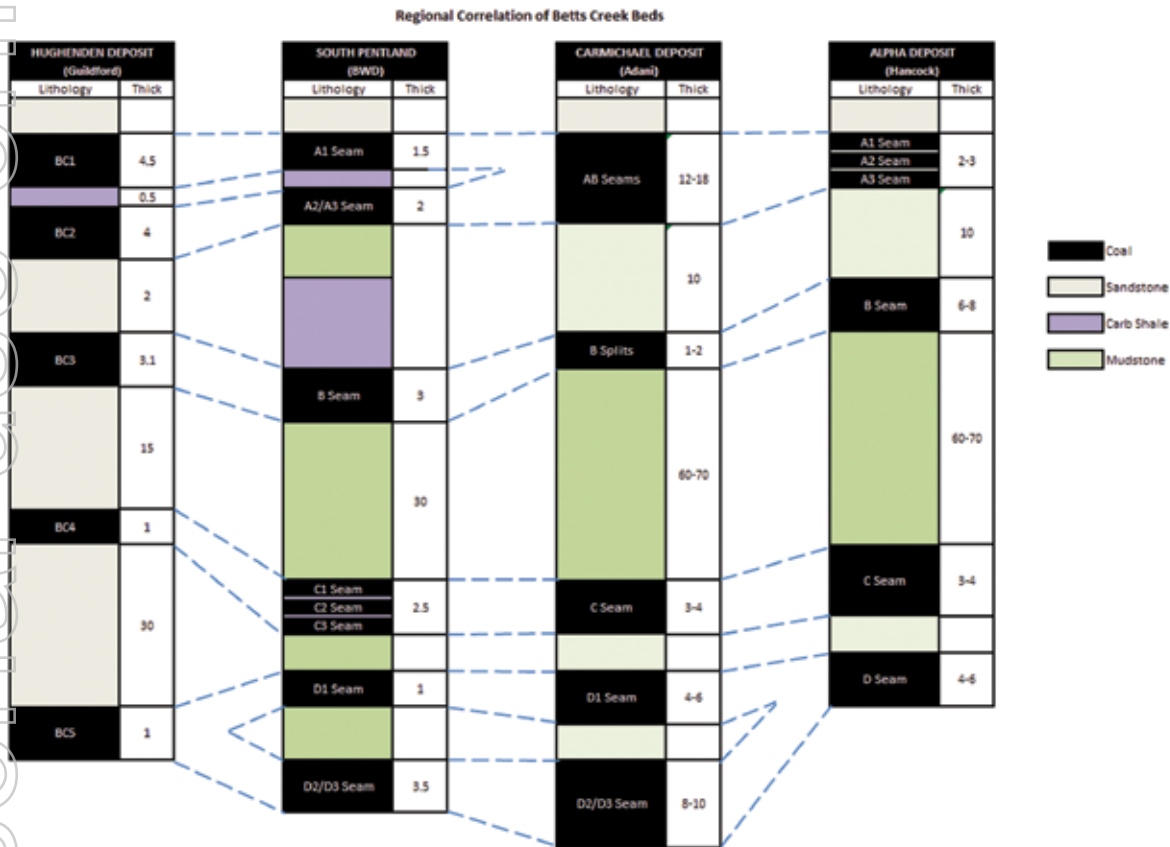 Regional Correlation of Betts Creek Beds
HUGHENDEN DEPOSIT
(Guildford)
Lithology Thick
BC1 4.5
0.5
BC2 4
2
BC3 3.1
15
BC4 1
30
BC5 1
SOUTH PENTLAND
(BWD)
Lithology Thick
A1 Seam 1.5
A2/A3 Seam 2
B Seam 3
30
C1 Seam
C2 Seam 2.5
C3 Seam
D1 Seam 1
D2/D3 Seam 3.5
CARMICHAEL DEPOSIT
(Adani)
Lithology Thick
AB Seams 12-18
10
B Splits 1-2
60-70
C Seam 3-4
D1 Seam 4-6
D2/D3 Seam 8-10
ALPHA DEPOSIT
(Hancock)
Lithology Thick
A1 Seam
A2 Seam 2-3
A3 Seam
10
B Seam 6-8
60-70
C Seam 3-4
D Seam 4-6
Coal
Sandstone
Carb Shale
Mudstone